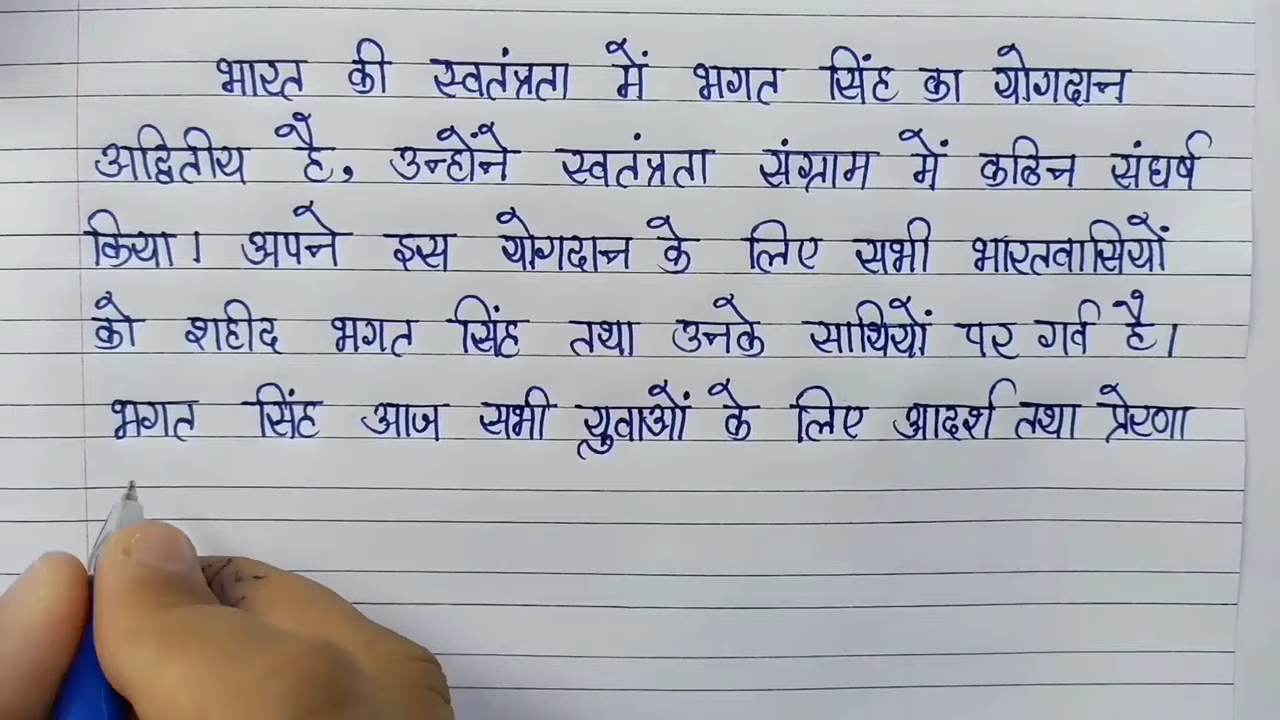 भारत की स्वतंत्रता में भगत सिंह का योगदान
अद्वितीय है, उन्होंने स्वतंत्रता संग्राम में कठिन संघर्ष
किया। अपने इस योगदान के लिए सभी भारतवासियों
को शहीद भगत सिंह तथा उनके साथियों पर गर्व है।
भगत सिंह आज सभी युवाओं के लिए आदर्श तथा प्रेरणा